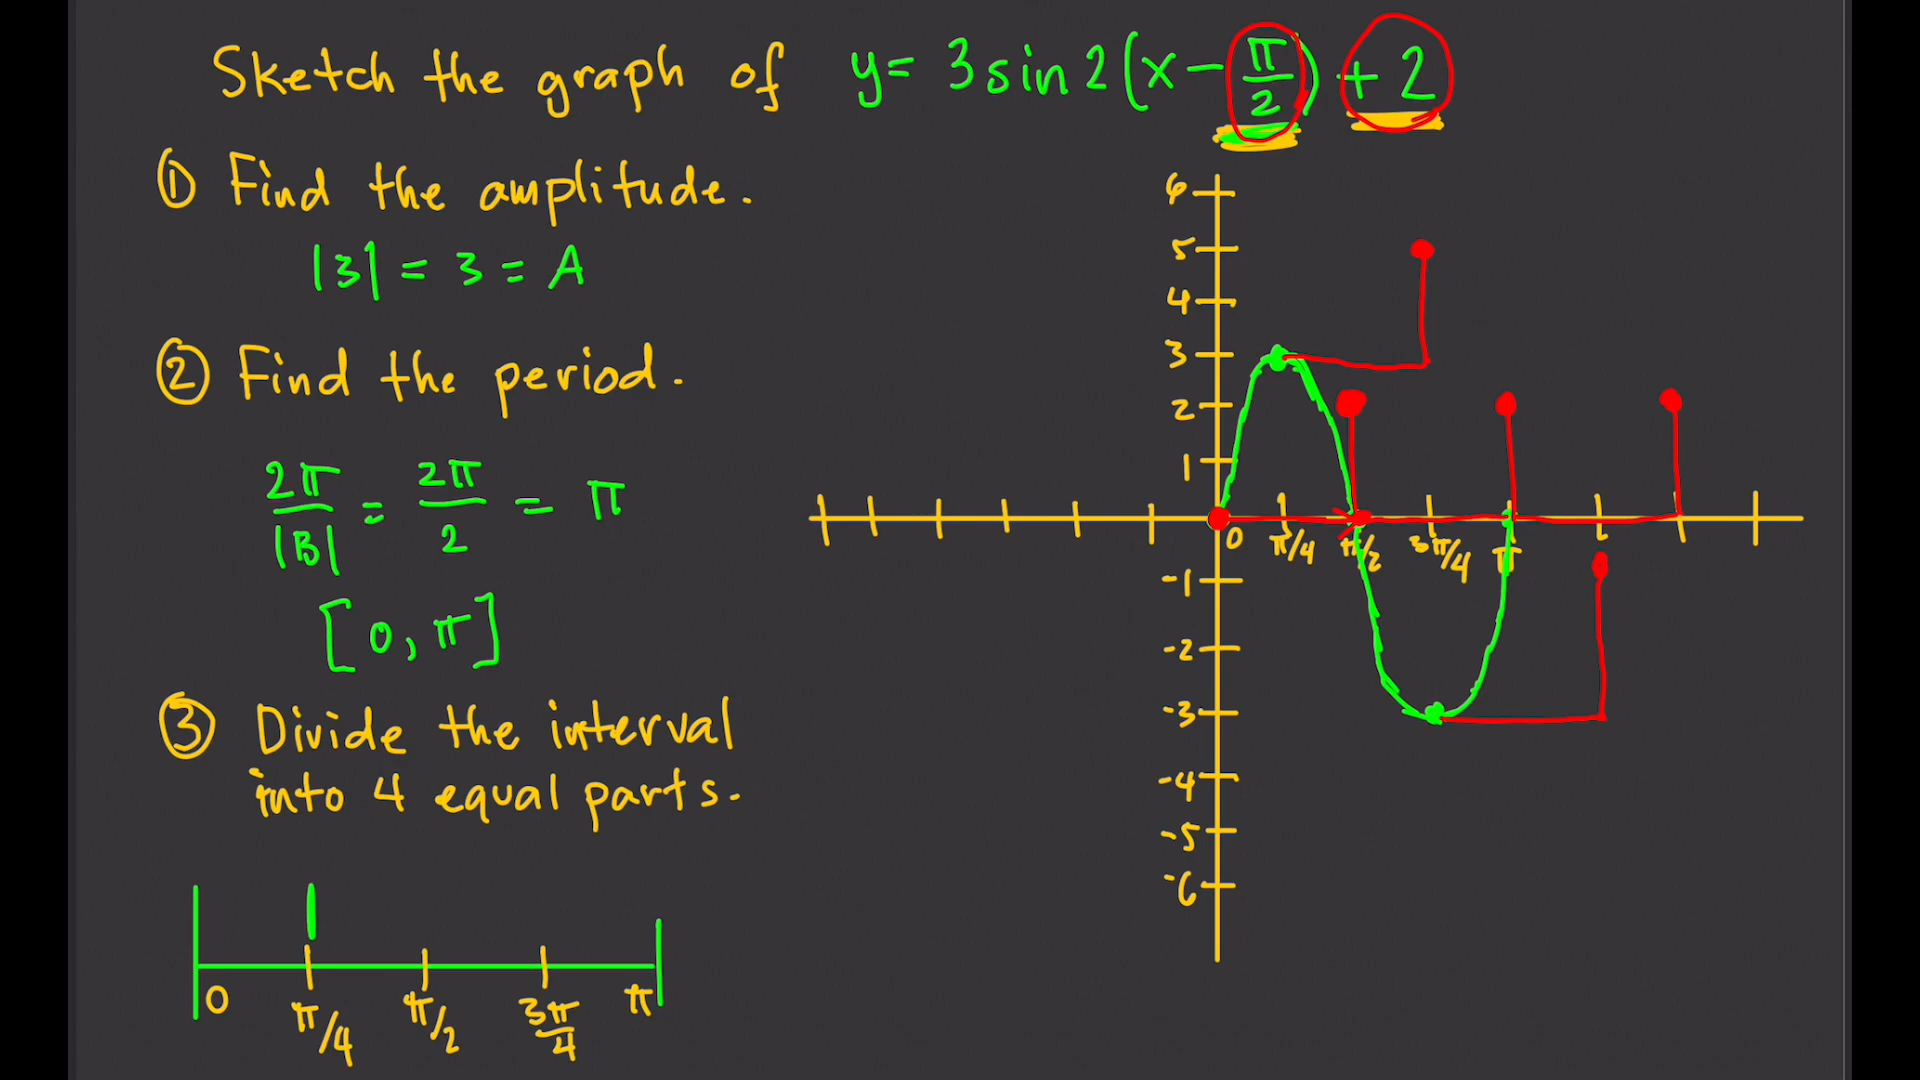 Sketch the graph of y= 3sin2(x-π/2)+2
① Find the amplitude.
|3| = 3 = A
② Find the period.
2π/|B| = 2π/2 = π
[0, π]
③ Divide the interval
into 4 equal parts.
0 π/4 π/2 3π/4 π
6
5
4
3
2
1
0 π/4 π/2 3π/4 π
-1
-2
-3
-4
-5
-6